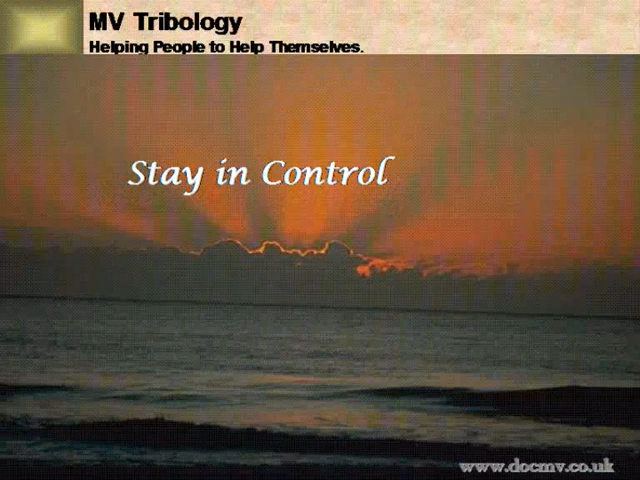 MV Tribology
Helping People to Help Themselves.
Stay in Control
www.docmv.co.uk